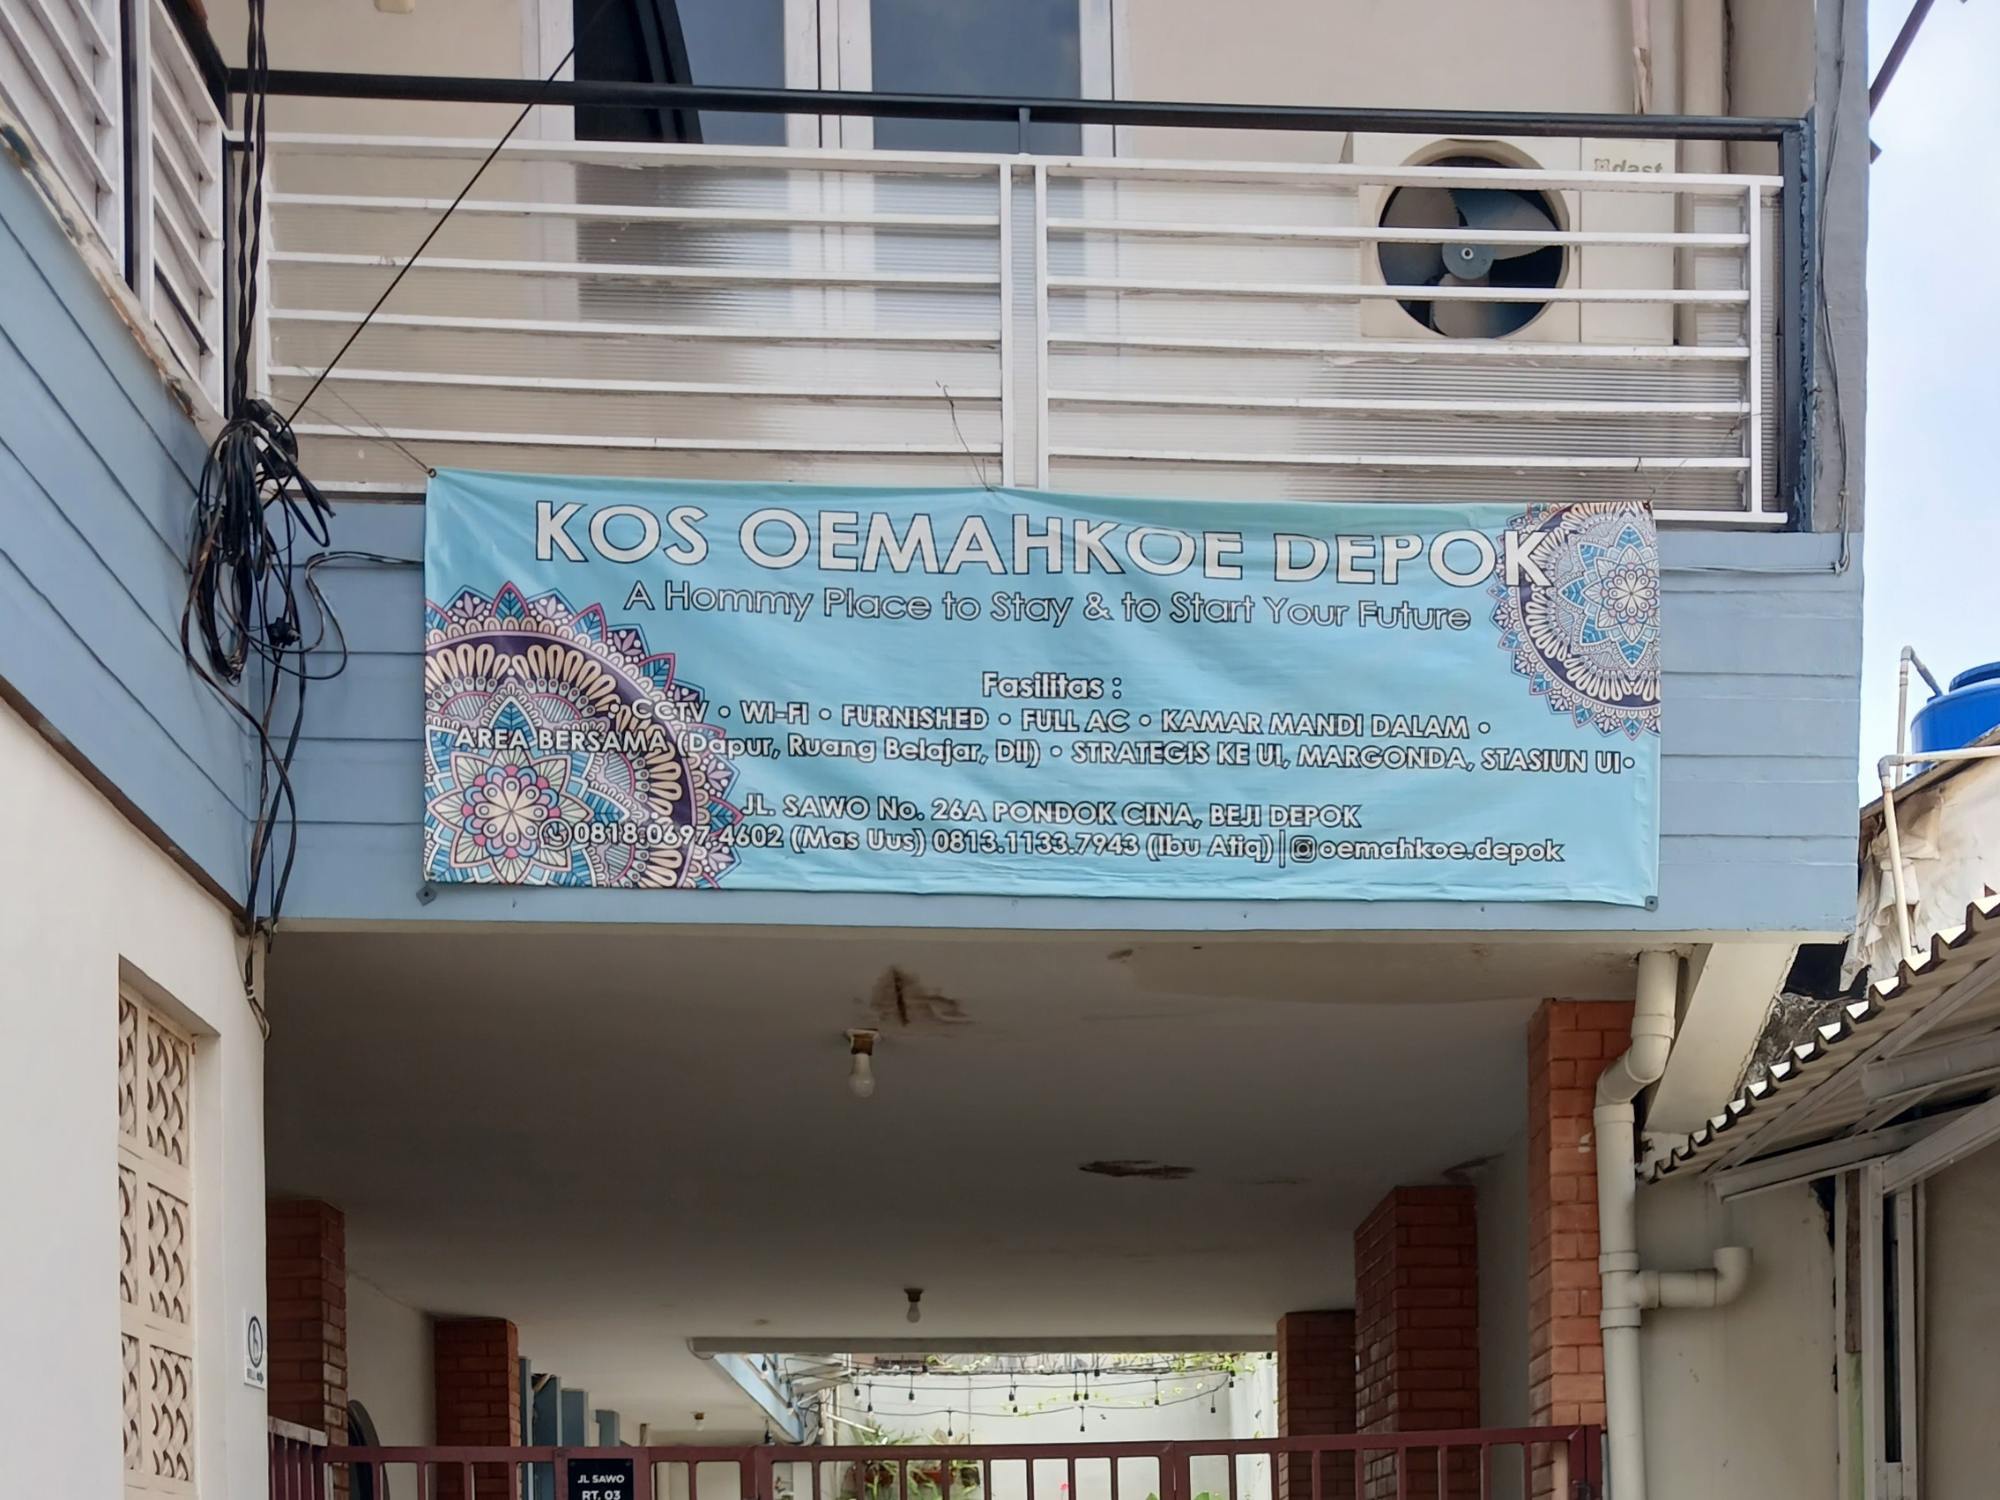 dast
KOS OEMAHKOE DEPOK
A Hommy Place to Stay & to Start Your Future
Fasilitas :
CCTV • WI-FI • FURNISHED • FULL AC • KAMAR MANDI DALAM •
AREA BERSAMA (Dapur, Ruang Belajar, Dll) • STRATEGIS KE UI, MARGONDA, STASIUN UI •
JL. SAWO No. 26A PONDOK CINA, BEJI DEPOK
0818.0697.4602 (Mas Uus) 0813.1133.7943 (Ibu Atiq) | oemahkoe.depok
JL SAWO
RT. 03